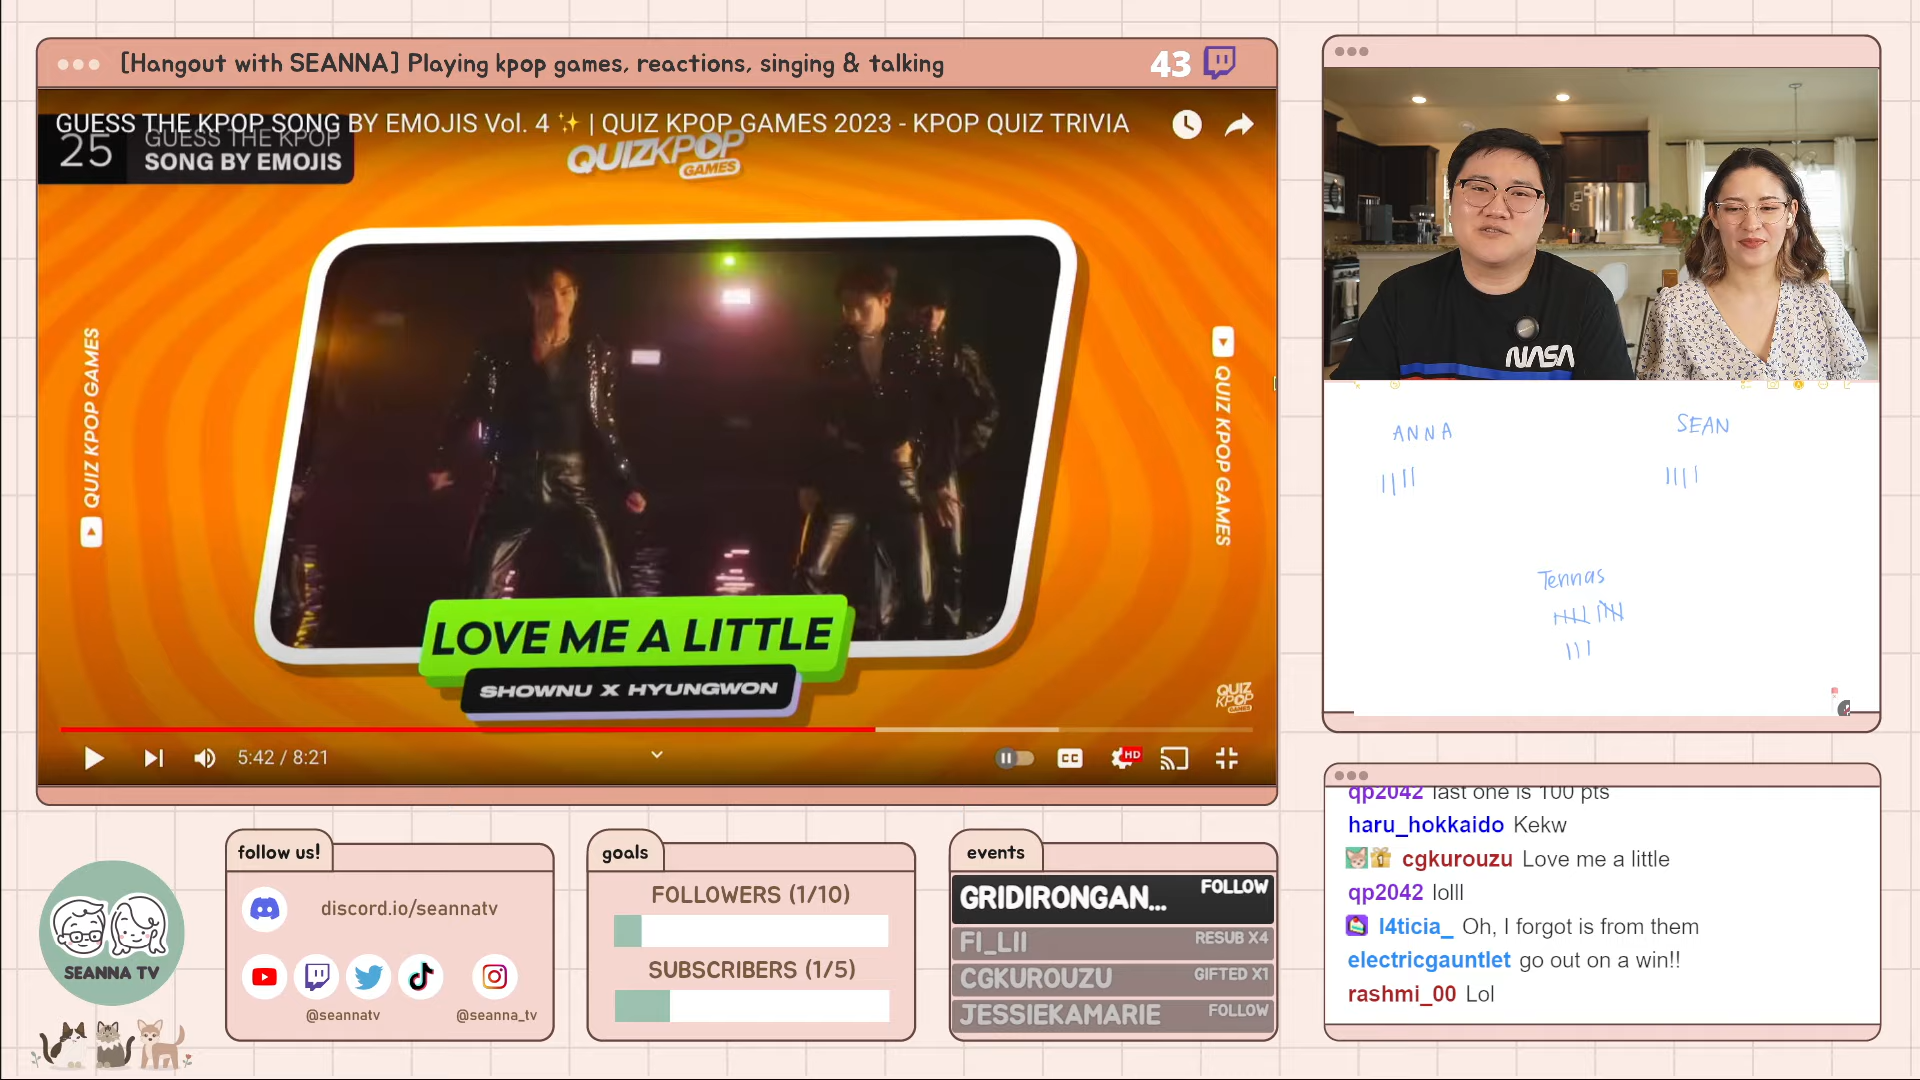 [Hangout with SEANNA] Playing kpop games, reactions, singing & talking
43
GUESS THE KPOP SONG BY EMOJIS Vol. 4 ✨ | QUIZ KPOP GAMES 2023 - KPOP QUIZ TRIVIA
25
GUESS THE KPOP
SONG BY EMOJIS
QUIZKPOP
GAMES
QUIZ KPOP GAMES
QUIZ KPOP GAMES
LOVE ME A LITTLE
SHOWNU X HYUNGWON
QUIZ
KPOP
GAMES
5:42 / 8:21
CC
HD
NASA
ANNA
SEAN
Tennas
qp2042 last one is 100 pts
haru_hokkaido Kekw
cgkurouzu Love me a little
qp2042 lolll
l4ticia_ Oh, I forgot is from them
electricgauntlet go out on a win!!
rashmi_00 Lol
SEANNA TV
follow us!
discord.io/seannatv
@seannatv
@seanna_tv
goals
FOLLOWERS (1/10)
SUBSCRIBERS (1/5)
events
GRIDIRONGAN... FOLLOW
FI_LII RESUB X4
CGKUROUZU GIFTED X1
JESSIEKAMARIE FOLLOW